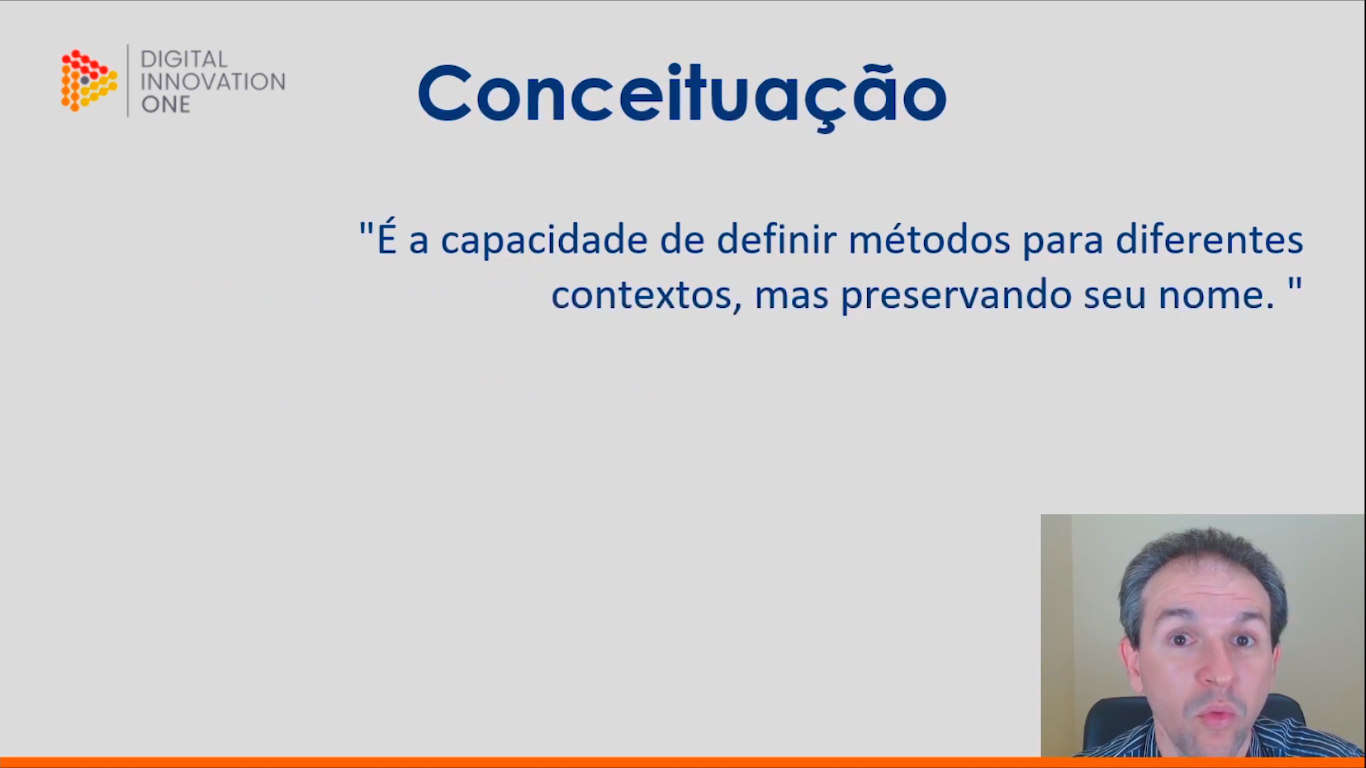 DIGITAL
INNOVATION
ONE
Conceituação
"É a capacidade de definir métodos para diferentes
contextos, mas preservando seu nome. "